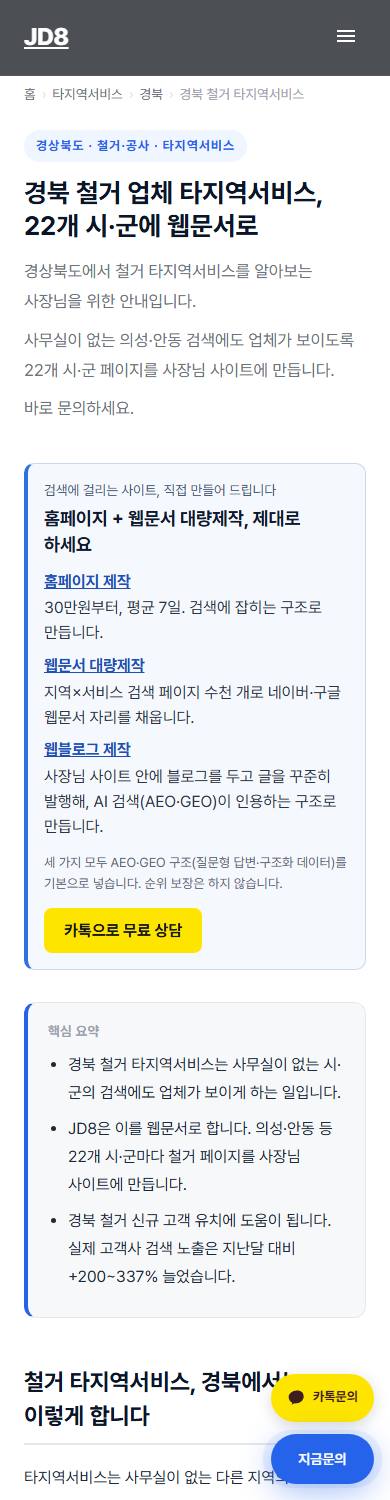 JD8
홈 › 타지역서비스 › 경북 › 경북 철거 타지역서비스
경상북도 · 철거·공사 · 타지역서비스
경북 철거 업체 타지역서비스,
22개 시·군에 웹문서로
경상북도에서 철거 타지역서비스를 알아보는
사장님을 위한 안내입니다.
사무실이 없는 의성·안동 검색에도 업체가 보이도록
22개 시·군 페이지를 사장님 사이트에 만듭니다.
바로 문의하세요.
검색에 걸리는 사이트, 직접 만들어 드립니다
홈페이지 + 웹문서 대량제작, 제대로
하세요
홈페이지 제작
30만원부터, 평균 7일. 검색에 잡히는 구조로
만듭니다.
웹문서 대량제작
지역×서비스 검색 페이지 수천 개로 네이버·구글
웹문서 자리를 채웁니다.
웹블로그 제작
사장님 사이트 안에 블로그를 두고 글을 꾸준히
발행해, AI 검색(AEO·GEO)이 인용하는 구조로
만듭니다.
세 가지 모두 AEO·GEO 구조(질문형 답변·구조화 데이터)를
기본으로 넣습니다. 순위 보장은 하지 않습니다.
카톡으로 무료 상담
핵심 요약
• 경북 철거 타지역서비스는 사무실이 없는 시·
군의 검색에도 업체가 보이게 하는 일입니다.
• JD8은 이를 웹문서로 합니다. 의성·안동 등
22개 시·군마다 철거 페이지를 사장님
사이트에 만듭니다.
• 경북 철거 신규 고객 유치에 도움이 됩니다.
실제 고객사 검색 노출은 지난달 대비
+200~337% 늘었습니다.
철거 타지역서비스, 경북에서
이렇게 합니다
카톡문의
지금문의
타지역서비스는 사무실이 없는 다른 지역